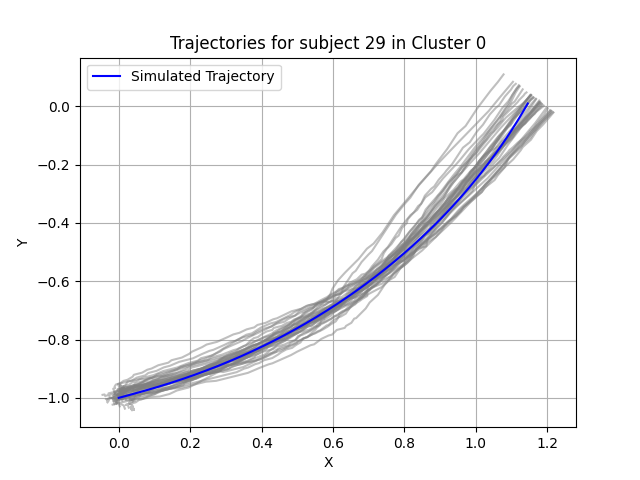 Trajectories for subject 29 in Cluster 0
Simulated Trajectory
Y
0.0
−0.2
−0.4
−0.6
−0.8
−1.0
0.0 0.2 0.4 0.6 0.8 1.0 1.2
X